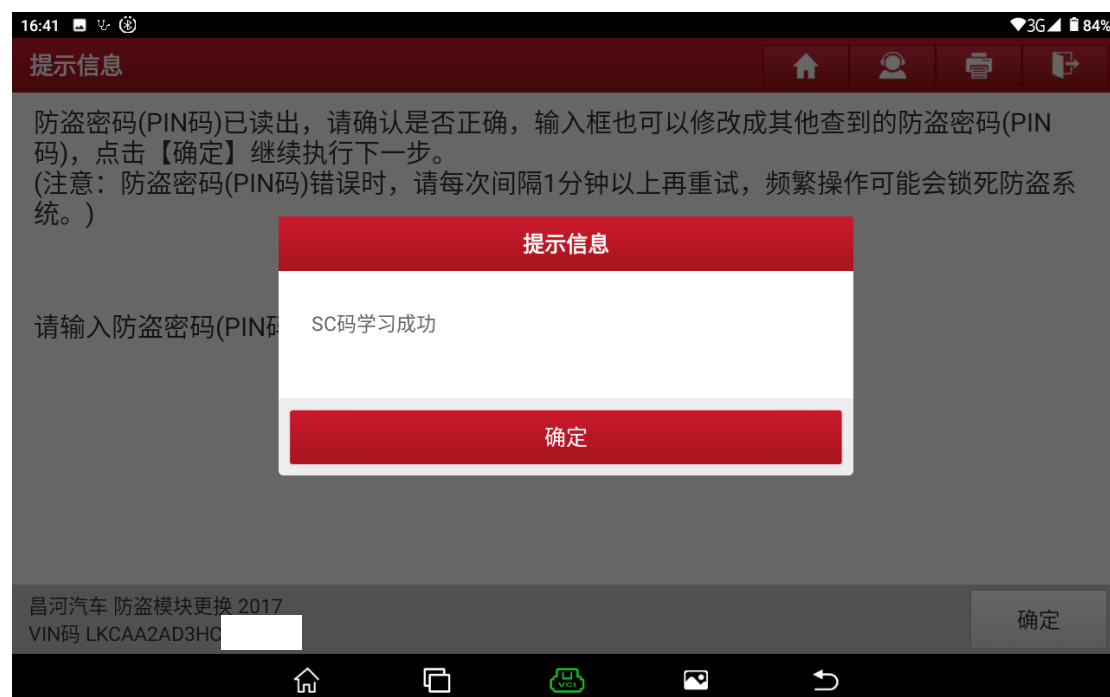 16:41
3G 84%
提示信息
防盗密码(PIN码)已读出，请确认是否正确，输入框也可以修改成其他查到的防盗密码(PIN
码)，点击【确定】继续执行下一步。
(注意：防盗密码(PIN码)错误时，请每次间隔1分钟以上再重试，频繁操作可能会锁死防盗系
统。)
提示信息
请输入防盗密码(PIN
SC码学习成功
确定
昌河汽车 防盗模块更换 2017
VIN码 LKCAA2AD3HC
确定
VCI